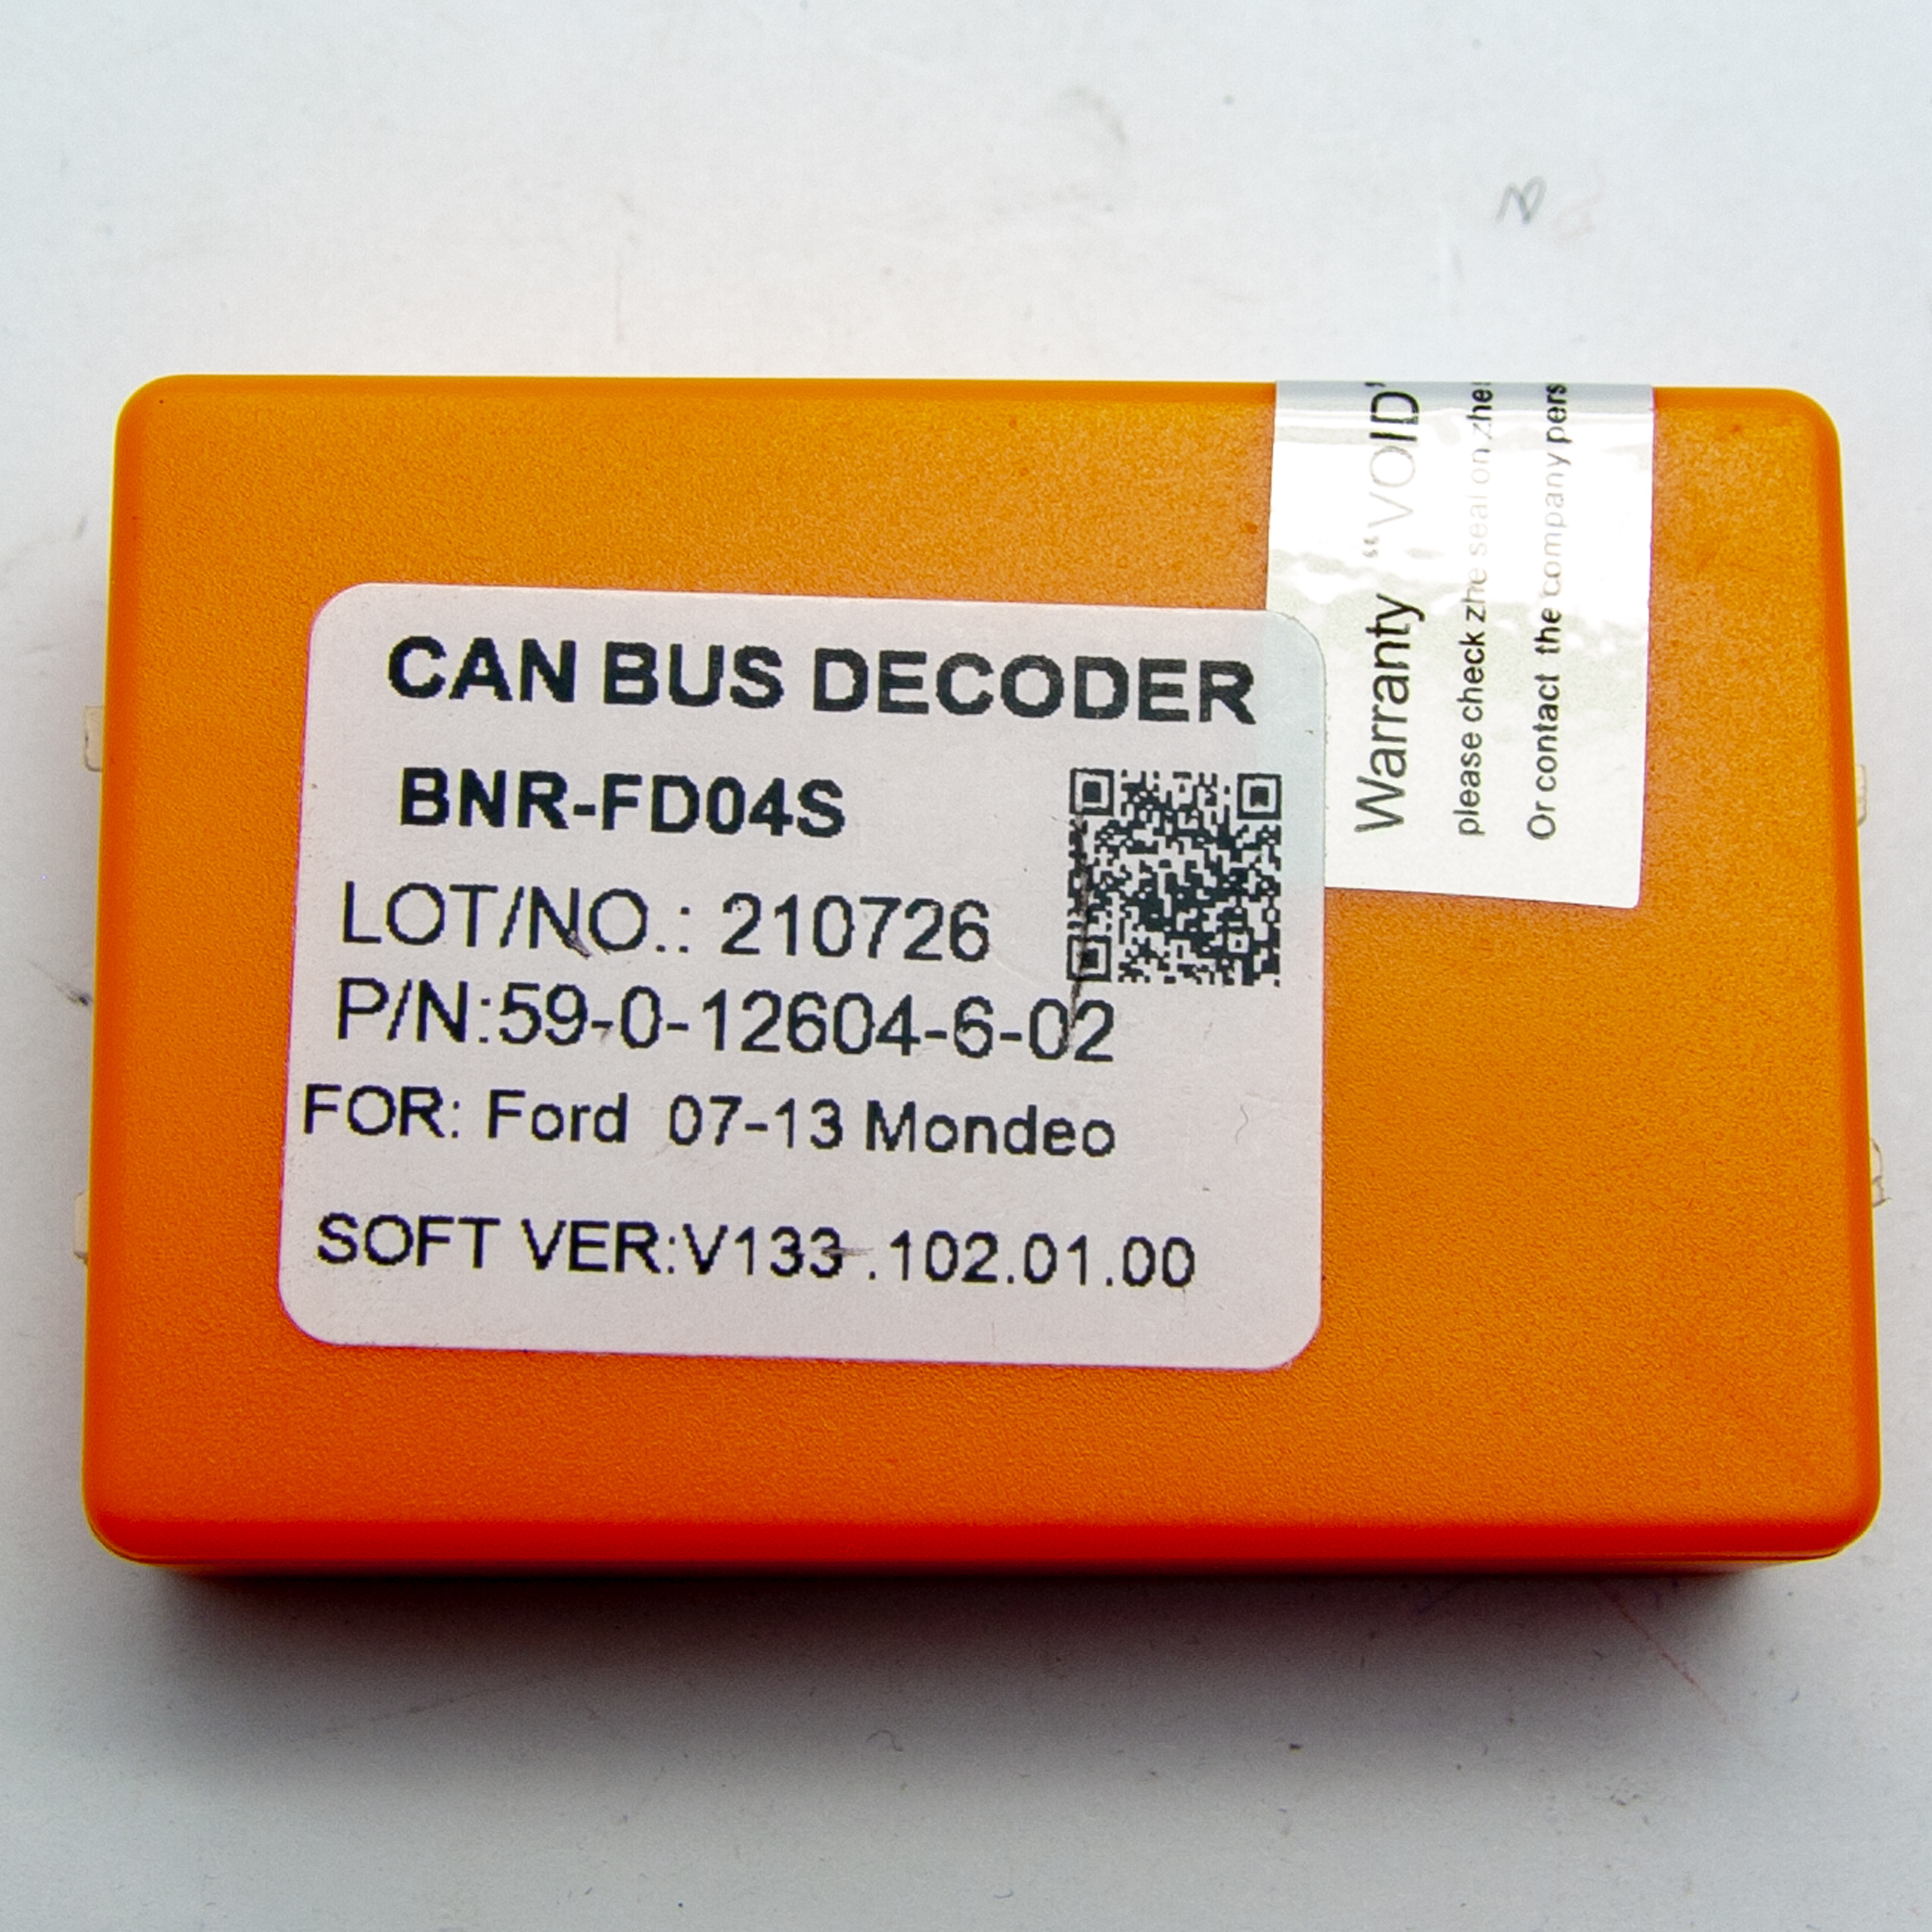 CAN BUS DECODER
BNR-FD04S
LOT/NO.: 210726
P/N:59-0-12604-6-02
FOR: Ford 07-13 Mondeo
SOFT VER:V133 .102.01.00
Warranty “VOID”
please check zhe seal on zhe
Or contact the company pers